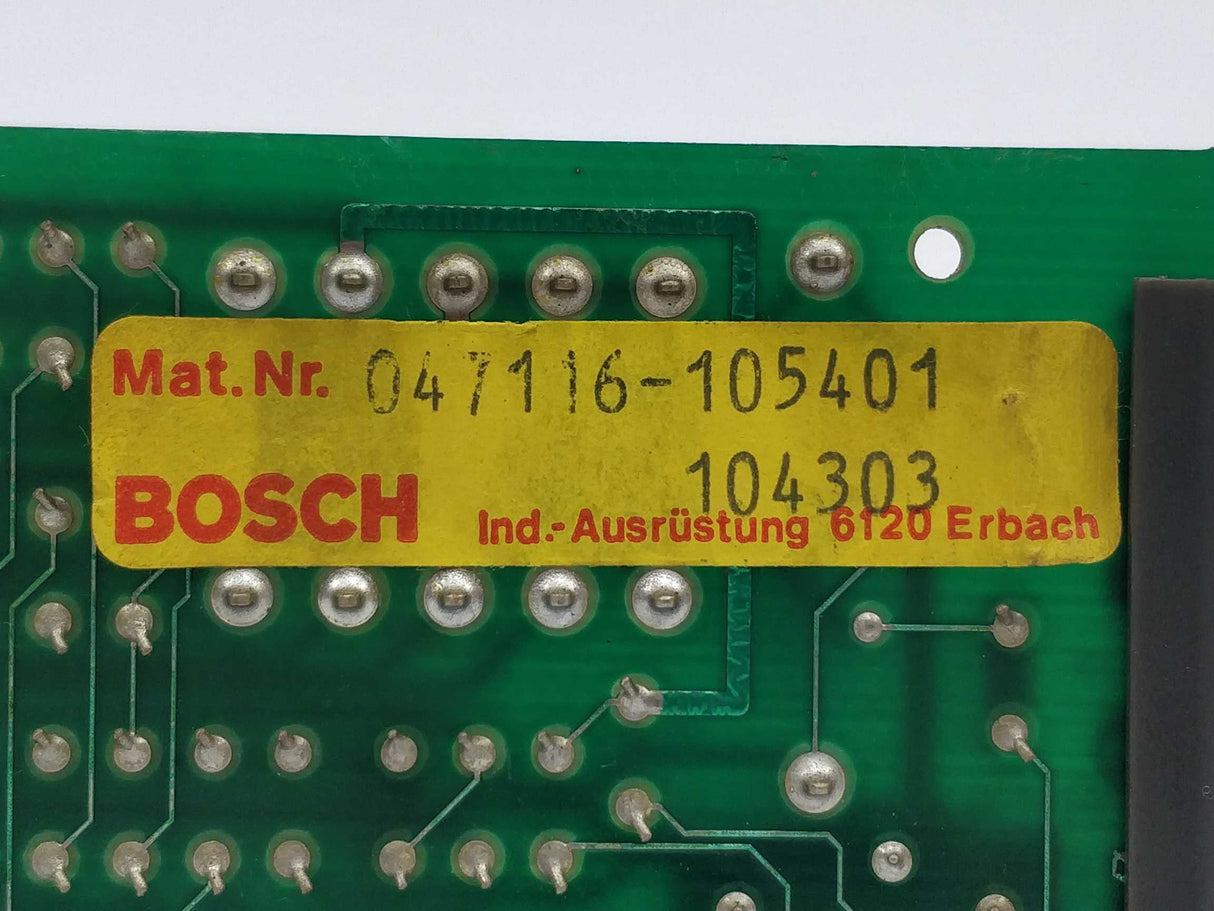 Mat.Nr. 047116-105401
104303
BOSCH Ind.-Ausrüstung 6120 Erbach